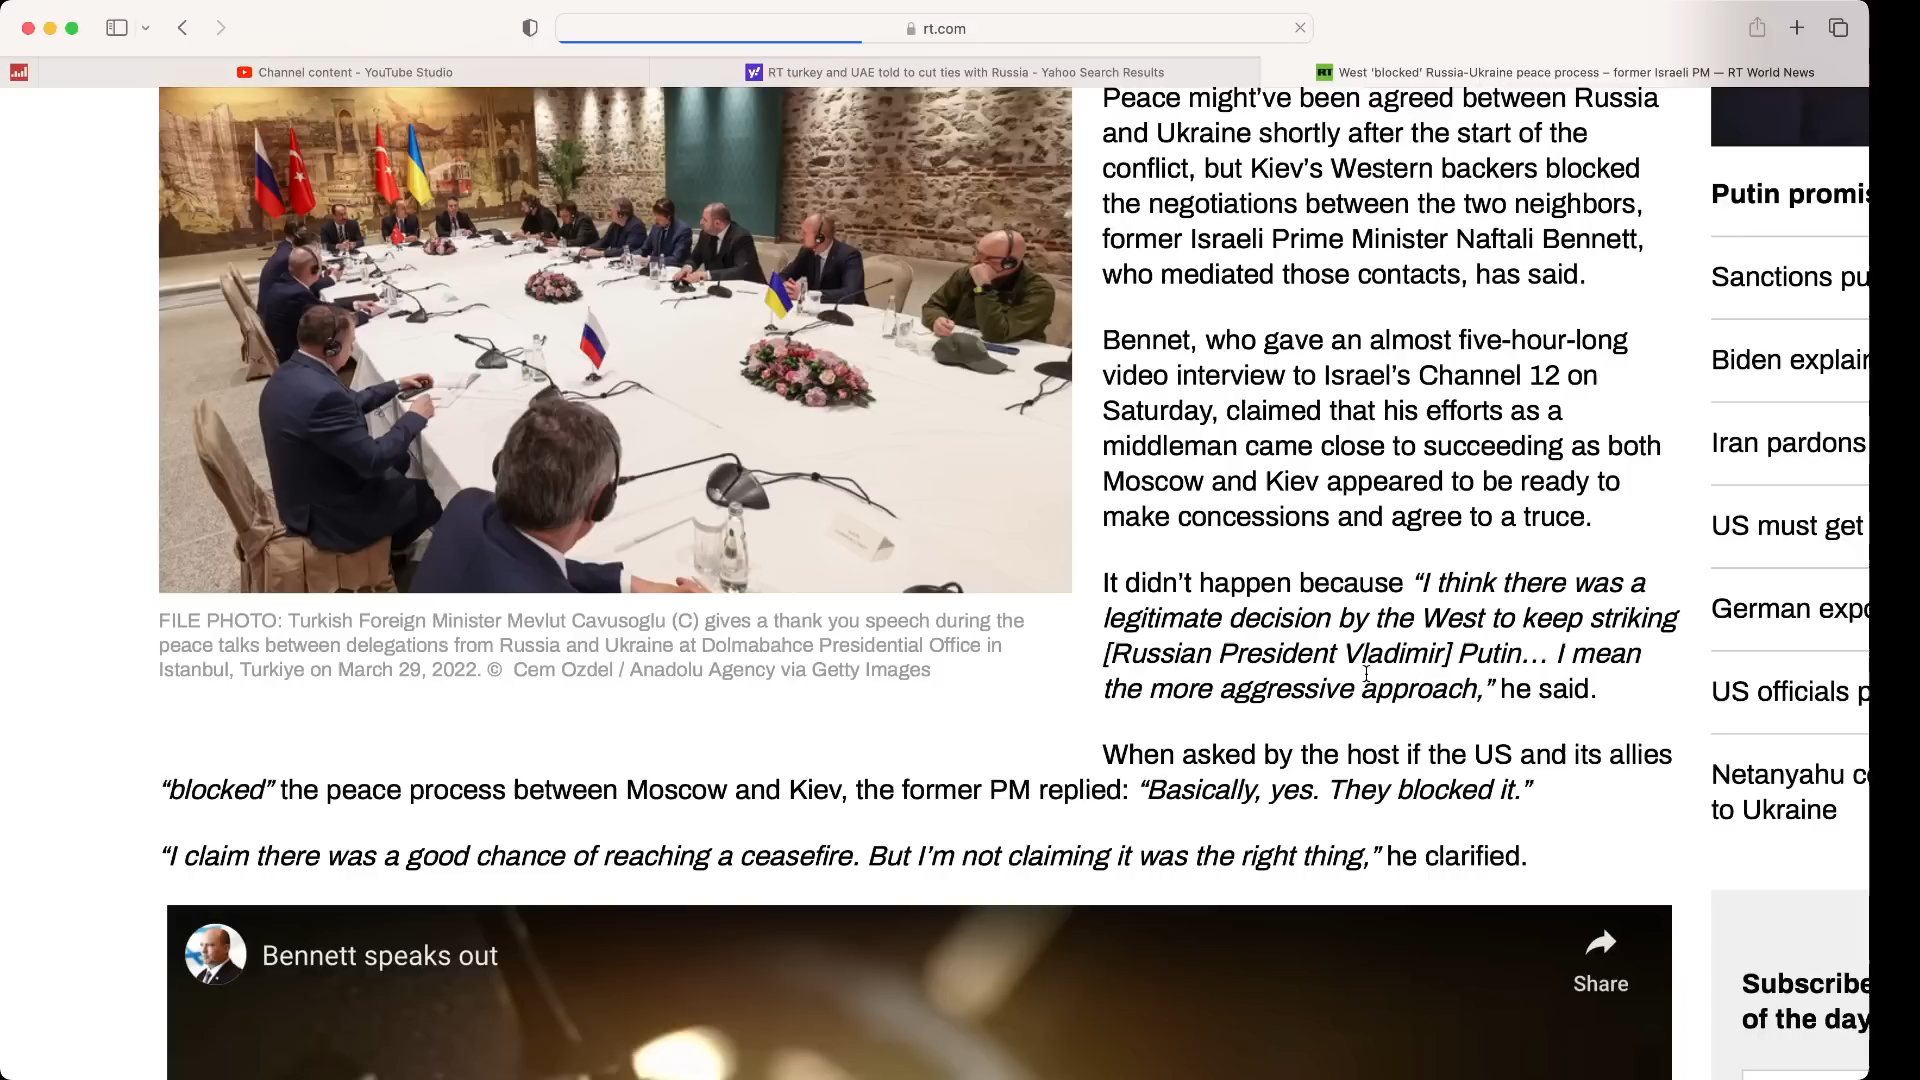 rt.com
Channel content - YouTube Studio
RT turkey and UAE told to cut ties with Russia - Yahoo Search Results
RT
West ‘blocked’ Russia-Ukraine peace process – former Israeli PM — RT World News
Peace might’ve been agreed between Russia
and Ukraine shortly after the start of the
conflict, but Kiev’s Western backers blocked
the negotiations between the two neighbors,
former Israeli Prime Minister Naftali Bennett,
who mediated those contacts, has said.
Bennet, who gave an almost five-hour-long
video interview to Israel’s Channel 12 on
Saturday, claimed that his efforts as a
middleman came close to succeeding as both
Moscow and Kiev appeared to be ready to
make concessions and agree to a truce.
It didn’t happen because “I think there was a
legitimate decision by the West to keep striking
[Russian President Vladimir] Putin… I mean
the more aggressive approach,” he said.
FILE PHOTO: Turkish Foreign Minister Mevlut Cavusoglu (C) gives a thank you speech during the
peace talks between delegations from Russia and Ukraine at Dolmabahce Presidential Office in
Istanbul, Turkiye on March 29, 2022. © Cem Ozdel / Anadolu Agency via Getty Images
When asked by the host if the US and its allies
“blocked” the peace process between Moscow and Kiev, the former PM replied: “Basically, yes. They blocked it.”
“I claim there was a good chance of reaching a ceasefire. But I’m not claiming it was the right thing,” he clarified.
Bennett speaks out
Share
Putin promis
Sanctions pu
Biden explain
Iran pardons
US must get
German expo
US officials p
Netanyahu c
to Ukraine
Subscribe
of the day